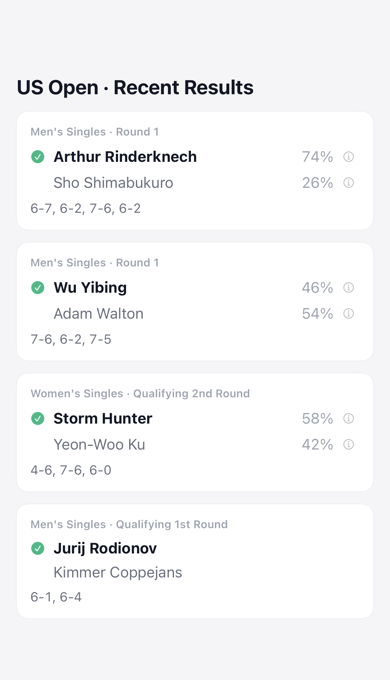 US Open · Recent Results
Men's Singles · Round 1
Arthur Rinderknech 74%
Sho Shimabukuro 26%
6-7, 6-2, 7-6, 6-2
Men's Singles · Round 1
Wu Yibing 46%
Adam Walton 54%
7-6, 6-2, 7-5
Women's Singles · Qualifying 2nd Round
Storm Hunter 58%
Yeon-Woo Ku 42%
4-6, 7-6, 6-0
Men's Singles · Qualifying 1st Round
Jurij Rodionov
Kimmer Coppejans
6-1, 6-4